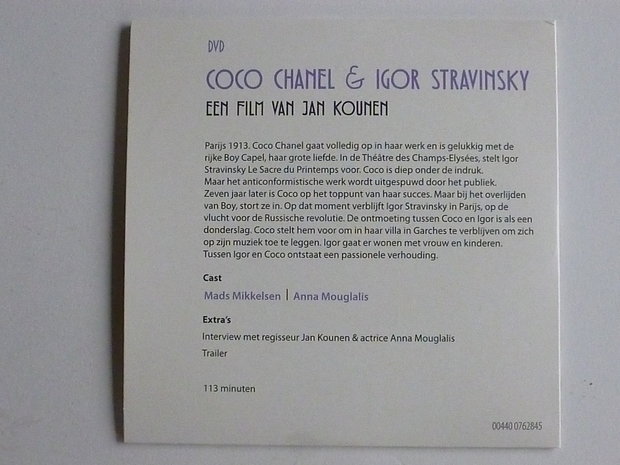 DVD
COCO CHANEL & IGOR STRAVINSKY
EEN FILM VAN JAN KOUNEN
Parijs 1913. Coco Chanel gaat volledig op in haar werk en is gelukkig met de
rijke Boy Capel, haar grote liefde. In de Théâtre des Champs-Elysées, stelt Igor
Stravinsky Le Sacre du Printemps voor. Coco is diep onder de indruk.
Maar het anticonformistische werk wordt uitgespuwd door het publiek.
Zeven jaar later is Coco op het toppunt van haar succes. Maar bij het overlijden
van Boy, stort ze in. Op dat moment verblijft Igor Stravinsky in Parijs, op de
vlucht voor de Russische revolutie. De ontmoeting tussen Coco en Igor is als een
donderslag. Coco stelt hem voor om in haar villa in Garches te verblijven om zich
op zijn muziek toe te leggen. Igor gaat er wonen met vrouw en kinderen.
Tussen Igor en Coco ontstaat een passionele verhouding.
Cast
Mads Mikkelsen | Anna Mouglalis
Extra's
Interview met regisseur Jan Kounen & actrice Anna Mouglalis
Trailer
113 minuten
00440 0762845